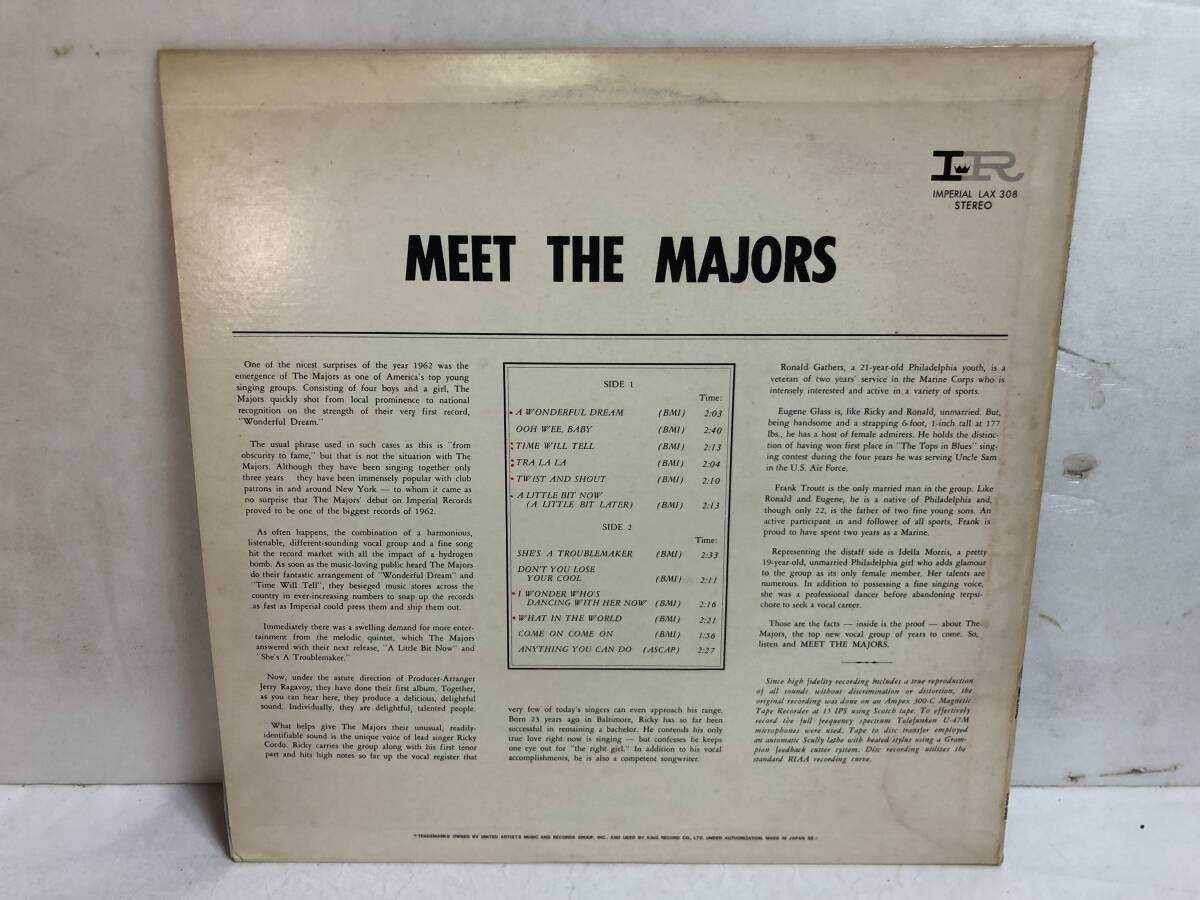 IR
IMPERIAL LAX 308
STEREO
MEET THE MAJORS
One of the nicest surprises of the year 1962 was the
emergence of The Majors as one of America's top young
singing groups. Consisting of four boys and a girl, The
Majors quickly shot from local prominence to national
recognition on the strength of their very first record,
"Wonderful Dream."
The usual phrase used in such cases as this is "from
obscurity to fame," but that is not the situation with The
Majors. Although they have been singing together only
three years they have been immensely popular with club
patrons in and around New York — to whom it came as
no surprise that The Majors' debut on Imperial Records
proved to be one of the biggest records of 1962.
As often happens, the combination of a harmonious,
listenable, different-sounding vocal group and a fine song
hit the record market with all the impact of a hydrogen
bomb. As soon as the music-loving public heard The Majors
do their fantastic arrangement of "Wonderful Dream" and
"Time Will Tell", they besieged music stores across the
country in ever-increasing numbers to snap up the records
as fast as Imperial could press them and ship them out.
Immediately there was a swelling demand for more enter-
tainment from the melodic quintet, which The Majors
answered with their next release, "A Little Bit Now" and
"She's A Troublemaker."
Now, under the astute direction of Producer-Arranger
Jerry Ragavoy, they have done their first album. Together,
as you can hear here, they produce a delicious, delightful
sound. Individually, they are delightful, talented people.
What helps give The Majors their unusual, readily-
identifiable sound is the unique voice of lead singer Ricky
Cordo. Ricky carries the group along with his first tenor
part and hits high notes so far up the vocal register that
SIDE 1
Time:
A WONDERFUL DREAM (BMI) 2:03
OOH WEE, BABY (BMI) 2:40
TIME WILL TELL (BMI) 2:13
TRA LA LA (BMI) 2:04
TWIST AND SHOUT (BMI) 2:10
A LITTLE BIT NOW
(A LITTLE BIT LATER) (BMI) 2:13
SIDE 2
Time:
SHE'S A TROUBLEMAKER (BMI) 2:33
DON'T YOU LOSE
YOUR COOL (BMI) 2:11
I WONDER WHO'S
DANCING WITH HER NOW (BMI) 2:16
WHAT IN THE WORLD (BMI) 2:21
COME ON COME ON (BMI) 1:56
ANYTHING YOU CAN DO (ASCAP) 2:27
very few of today's singers can even approach his range.
Born 23 years ago in Baltimore, Ricky has so far been
successful in remaining a bachelor. He contends his only
true love right now is singing — but confesses he keeps
one eye out for "the right girl." In addition to his vocal
accomplishments, he is also a competent songwriter.
Ronald Gathers, a 21-year-old Philadelphia youth, is a
veteran of two years' service in the Marine Corps who is
intensely interested and active in a variety of sports.
Eugene Glass is, like Ricky and Ronald, unmarried. But,
being handsome and a strapping 6-foot, 1-inch tall at 177
lbs., he has a host of female admirers. He holds the distinc-
tion of having won first place in "The Tops in Blues" sing-
ing contest during the four years he was serving Uncle Sam
in the U.S. Air Force.
Frank Troutt is the only married man in the group. Like
Ronald and Eugene, he is a native of Philadelphia and,
though only 22, is the father of two fine young sons. An
active participant in and follower of all sports, Frank is
proud to have spent two years as a Marine.
Representing the distaff side is Idella Morris, a pretty
19-year-old, unmarried Philadelphia girl who adds glamour
to the group as its only female member. Her talents are
numerous. In addition to possessing a fine singing voice,
she was a professional dancer before abandoning terpsi-
chore to seek a vocal career.
Those are the facts — inside is the proof — about The
Majors, the top new vocal group of years to come. So,
listen and MEET THE MAJORS.
Since high fidelity recording includes a true reproduction
of all sounds without discrimination or distortion, the
original recording was done on an Ampex 300-C Magnetic
Tape Recorder at 15 IPS using Scotch tape. To effectively
record the full frequency spectrum Telefunken U-47M
microphones were used. Tape to disc transfer employed
an automatic Scully lathe with heated stylus using a Gram-
pion feedback cutter system. Disc recording utilizes the
standard RIAA recording curve.
TRADEMARKS OWNED BY UNITED ARTISTS MUSIC AND RECORDS GROUP, INC., AND USED BY KING RECORD CO., LTD. UNDER AUTHORIZATION. MADE IN JAPAN